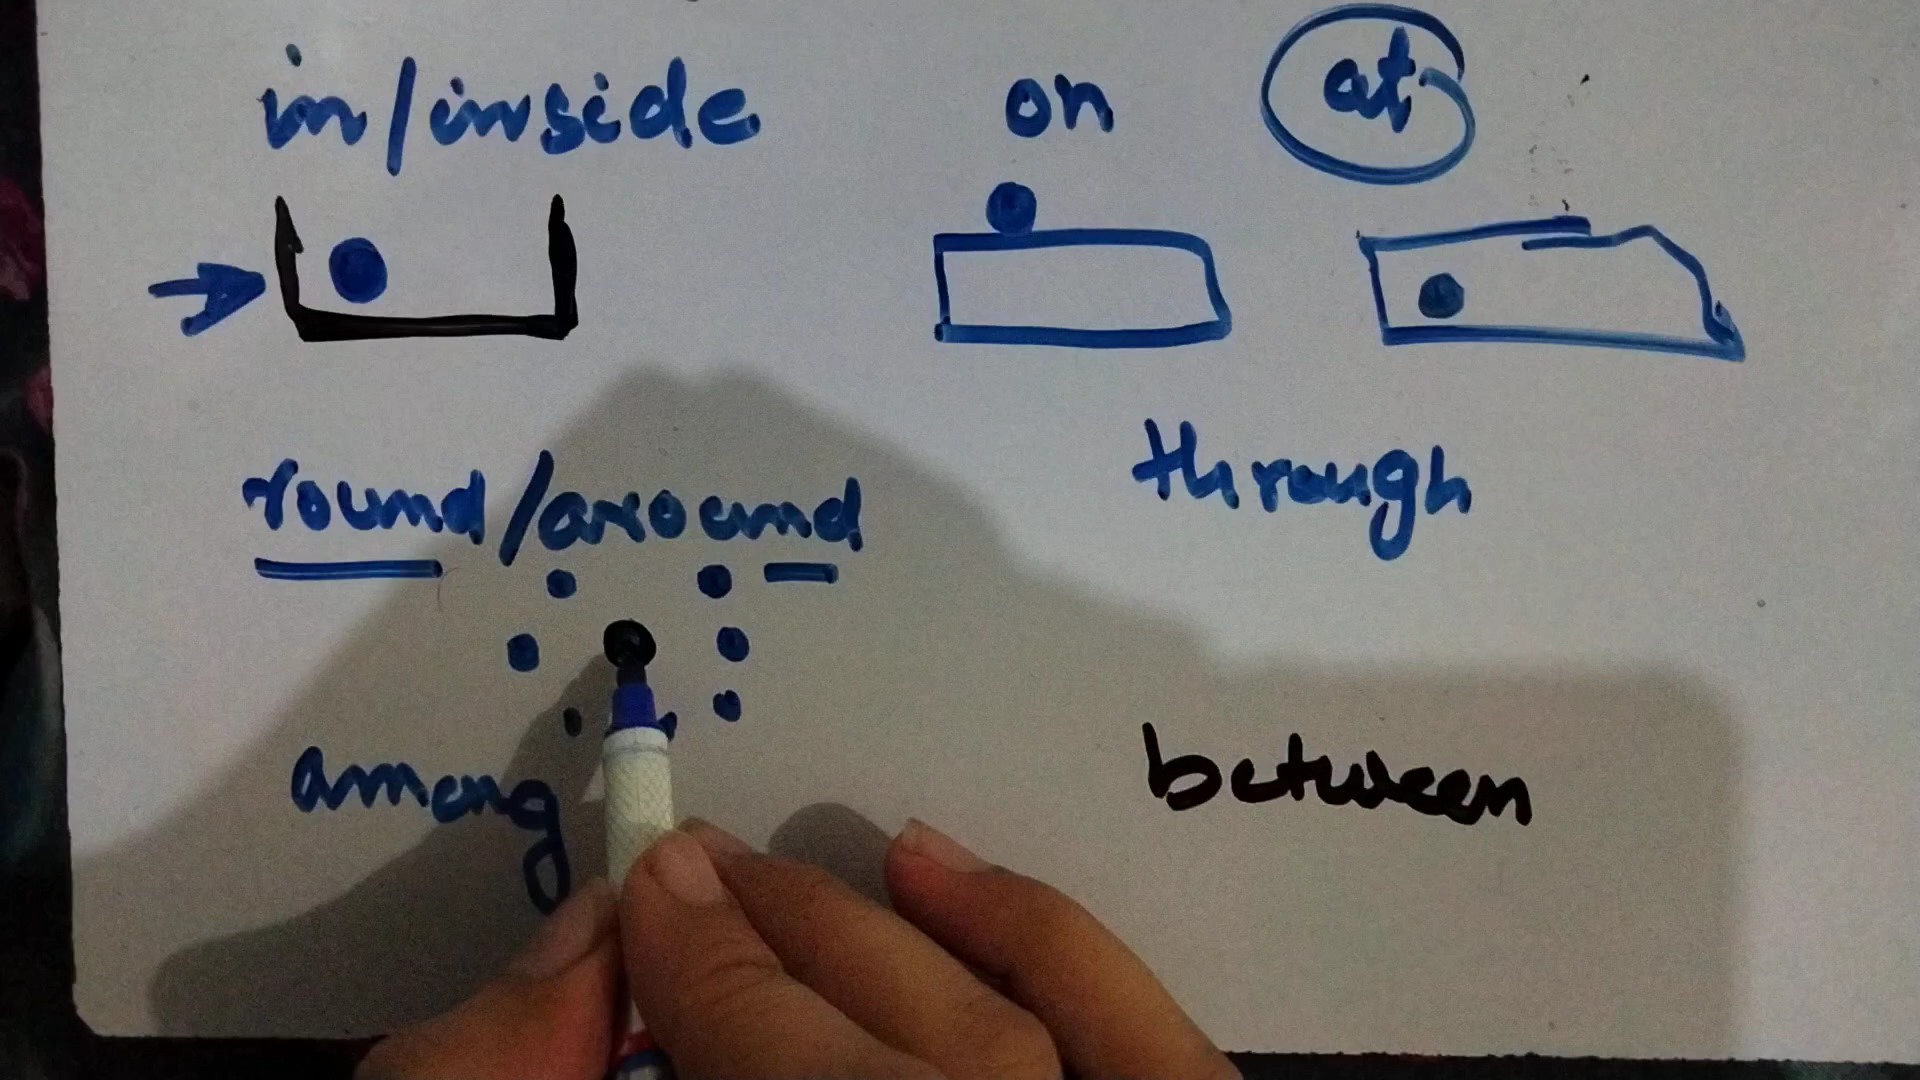 in/inside on at
round/around through
among between